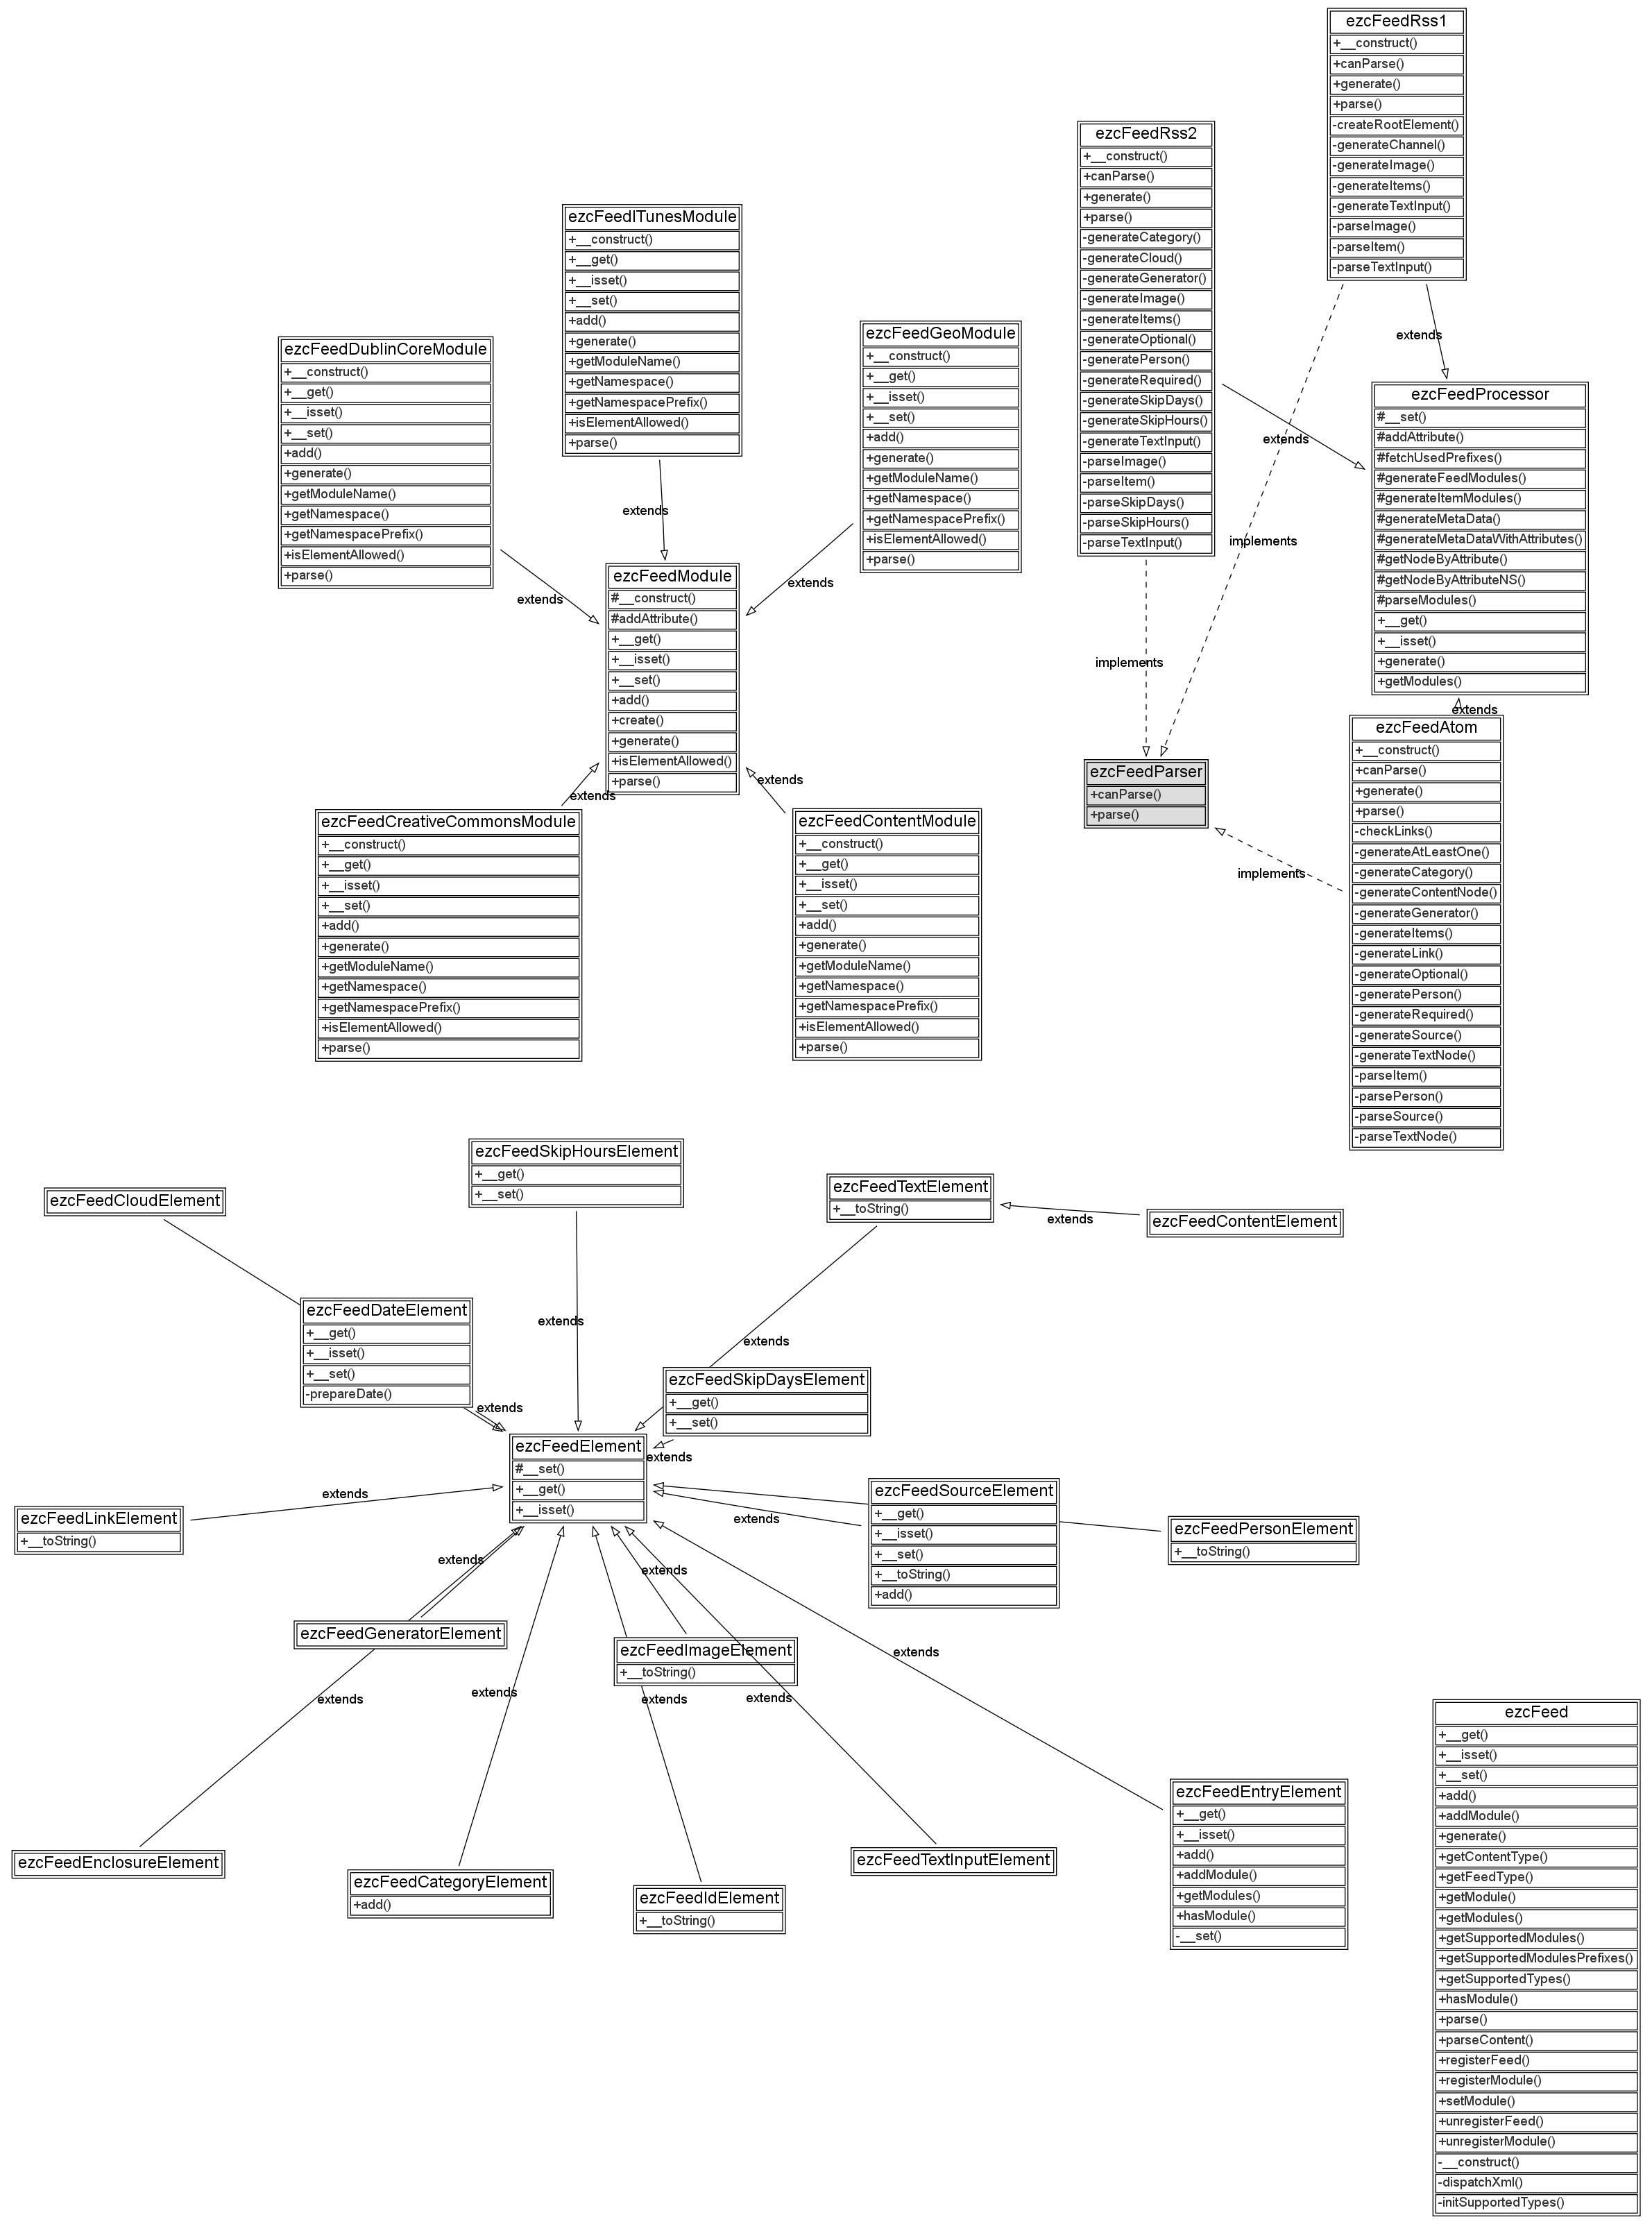 ezcFeedRss1
+__construct()
+canParse()
+generate()
+parse()
-createRootElement()
-generateChannel()
-generateImage()
-generateItems()
-generateTextInput()
-parseImage()
-parseItem()
-parseTextInput()
ezcFeedRss2
+__construct()
+canParse()
+generate()
+parse()
-generateCategory()
-generateCloud()
-generateGenerator()
-generateImage()
-generateItems()
-generateOptional()
-generatePerson()
-generateRequired()
-generateSkipDays()
-generateSkipHours()
-generateTextInput()
-parseImage()
-parseItem()
-parseSkipDays()
-parseSkipHours()
-parseTextInput()
ezcFeedITunesModule
+__construct()
+__get()
+__isset()
+__set()
+add()
+generate()
+getModuleName()
+getNamespace()
+getNamespacePrefix()
+isElementAllowed()
+parse()
ezcFeedGeoModule
+__construct()
+__get()
+__isset()
+__set()
+add()
+generate()
+getModuleName()
+getNamespace()
+getNamespacePrefix()
+isElementAllowed()
+parse()
ezcFeedDublinCoreModule
+__construct()
+__get()
+__isset()
+__set()
+add()
+generate()
+getModuleName()
+getNamespace()
+getNamespacePrefix()
+isElementAllowed()
+parse()
extends
extends
ezcFeedProcessor
#__set()
#addAttribute()
#fetchUsedPrefixes()
#generateFeedModules()
#generateItemModules()
#generateMetaData()
#generateMetaDataWithAttributes()
#getNodeByAttribute()
#getNodeByAttributeNS()
#parseModules()
+__get()
+__isset()
+generate()
+getModules()
extends
implements
implements
extends
extends
extends
ezcFeedModule
#__construct()
#addAttribute()
+__get()
+__isset()
+__set()
+add()
+create()
+generate()
+isElementAllowed()
+parse()
extends
extends
extends
ezcFeedParser
+canParse()
+parse()
implements
ezcFeedAtom
+__construct()
+canParse()
+generate()
+parse()
-checkLinks()
-generateAtLeastOne()
-generateCategory()
-generateContentNode()
-generateGenerator()
-generateItems()
-generateLink()
-generateOptional()
-generatePerson()
-generateRequired()
-generateSource()
-generateTextNode()
-parseItem()
-parsePerson()
-parseSource()
-parseTextNode()
ezcFeedCreativeCommonsModule
+__construct()
+__get()
+__isset()
+__set()
+add()
+generate()
+getModuleName()
+getNamespace()
+getNamespacePrefix()
+isElementAllowed()
+parse()
ezcFeedContentModule
+__construct()
+__get()
+__isset()
+__set()
+add()
+generate()
+getModuleName()
+getNamespace()
+getNamespacePrefix()
+isElementAllowed()
+parse()
ezcFeedSkipHoursElement
+__get()
+__set()
ezcFeedCloudElement
ezcFeedTextElement
+__toString()
extends
ezcFeedContentElement
ezcFeedDateElement
+__get()
+__isset()
+__set()
-prepareDate()
extends
extends
ezcFeedSkipDaysElement
+__get()
+__set()
extends
extends
ezcFeedElement
#__set()
+__get()
+__isset()
extends
ezcFeedLinkElement
+__toString()
extends
ezcFeedSourceElement
+__get()
+__isset()
+__set()
+__toString()
+add()
ezcFeedPersonElement
+__toString()
extends
extends
ezcFeedGeneratorElement
ezcFeedImageElement
+__toString()
extends
extends
extends
extends
extends
ezcFeedEnclosureElement
ezcFeedCategoryElement
+add()
ezcFeedIdElement
+__toString()
ezcFeedTextInputElement
ezcFeedEntryElement
+__get()
+__isset()
+add()
+addModule()
+getModules()
+hasModule()
-__set()
ezcFeed
+__get()
+__isset()
+__set()
+add()
+addModule()
+generate()
+getContentType()
+getFeedType()
+getModule()
+getModules()
+getSupportedModules()
+getSupportedModulesPrefixes()
+getSupportedTypes()
+hasModule()
+parse()
+parseContent()
+registerFeed()
+registerModule()
+setModule()
+unregisterFeed()
+unregisterModule()
-__construct()
-dispatchXml()
-initSupportedTypes()